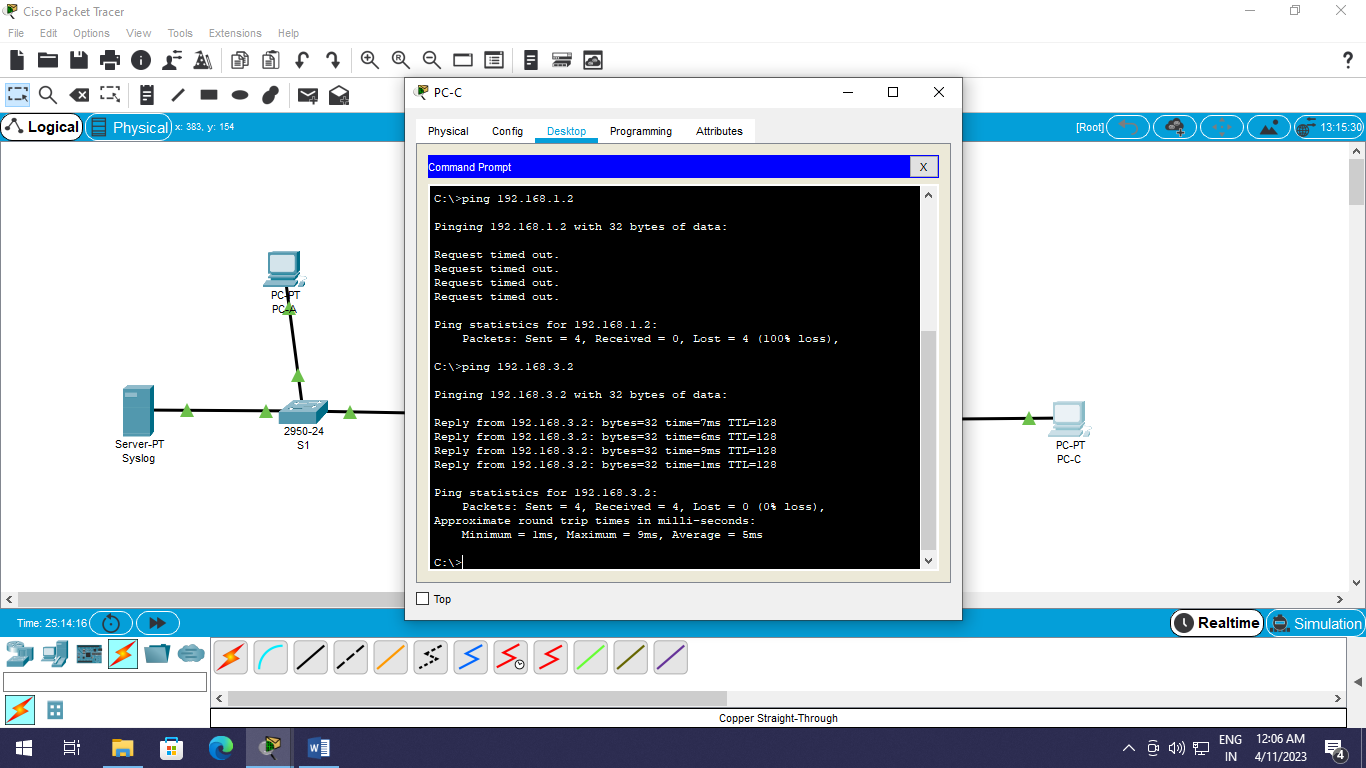 Cisco Packet Tracer
File Edit Options View Tools Extensions Help
?
Logical
Physical
x: 383, y: 154
[Root]
13:15:30
PC-PT
PC-A
Server-PT
Syslog
2950-24
S1
PC-PT
PC-C
PC-C
Physical Config Desktop Programming Attributes
Command Prompt
X
C:\>ping 192.168.1.2
Pinging 192.168.1.2 with 32 bytes of data:
Request timed out.
Request timed out.
Request timed out.
Request timed out.
Ping statistics for 192.168.1.2:
Packets: Sent = 4, Received = 0, Lost = 4 (100% loss),
C:\>ping 192.168.3.2
Pinging 192.168.3.2 with 32 bytes of data:
Reply from 192.168.3.2: bytes=32 time=7ms TTL=128
Reply from 192.168.3.2: bytes=32 time=6ms TTL=128
Reply from 192.168.3.2: bytes=32 time=9ms TTL=128
Reply from 192.168.3.2: bytes=32 time=1ms TTL=128
Ping statistics for 192.168.3.2:
Packets: Sent = 4, Received = 4, Lost = 0 (0% loss),
Approximate round trip times in milli-seconds:
Minimum = 1ms, Maximum = 9ms, Average = 5ms
C:\>
Top
Time: 25:14:16
Realtime
Simulation
Copper Straight-Through
ENG
IN
12:06 AM
4/11/2023
4